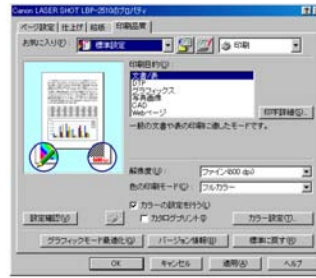 Canon LASER SHOT LBP-2510のプロパティ
ページ設定 仕上げ 給紙 印刷品質
お気に入り(F): 標準設定 印刷
印刷目的(O):
文書/表
DTP
グラフィックス
写真画像
CAD
Webページ
印字詳細(G)...
一般の文書や表の印刷に適したモードです。
解像度(U): ファイン(600 dpi)
色の印刷モード(C): フルカラー
カラーの設定を行う(L)
設定確認(V) カタログプリント(I) カラー設定(T)...
グラフィックモード最適化(Q) バージョン情報(B) 標準に戻す(R)
OK キャンセル 適用(A) ヘルプ